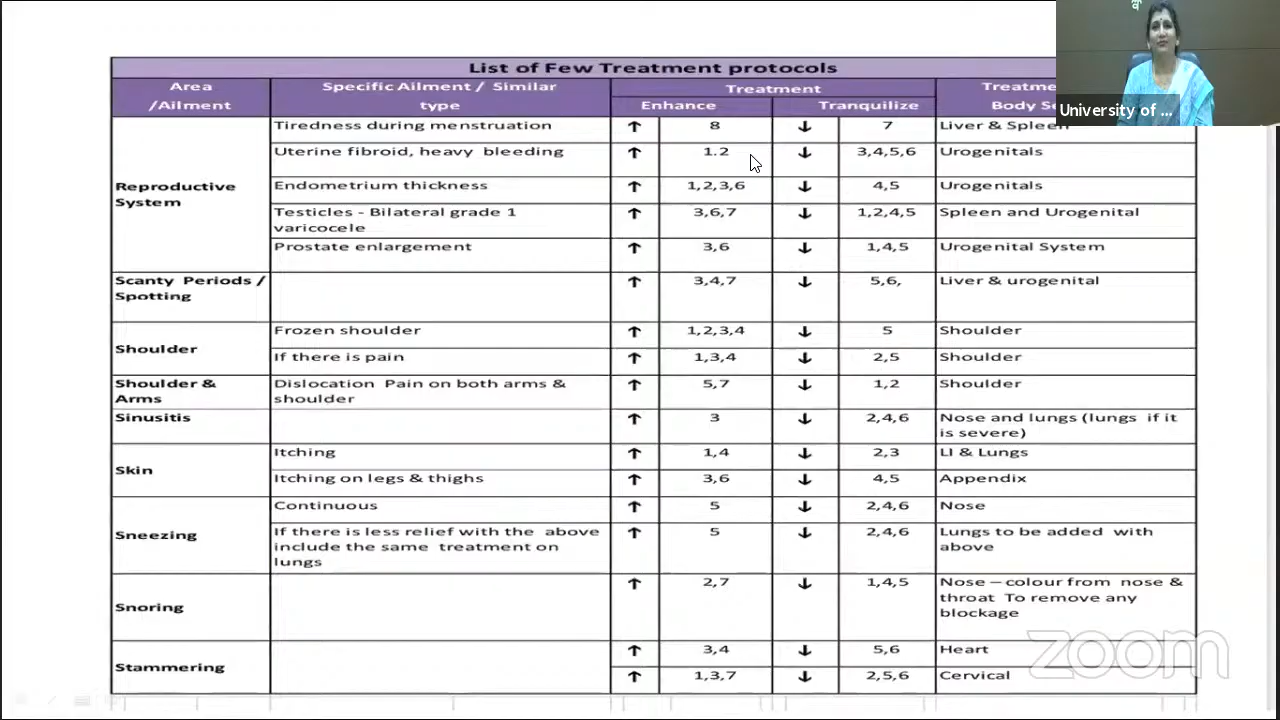 List of Few Treatment protocols
Area
/Ailment
Specific Ailment / Similar
type
Treatment
Enhance
Tranquilize
Body
University of ...
Tiredness during menstruation ↑ 8 ↓ 7 Liver & Spleen
Reproductive
System
Uterine fibroid, heavy bleeding ↑ 1.2 ↓ 3,4,5,6 Urogenitals
Endometrium thickness ↑ 1,2,3,6 ↓ 4,5 Urogenitals
Testicles - Bilateral grade 1
varicocele ↑ 3,6,7 ↓ 1,2,4,5 Spleen and Urogenital
Prostate enlargement ↑ 3,6 ↓ 1,4,5 Urogenital System
Scanty Periods /
Spotting
↑ 3,4,7 ↓ 5,6, Liver & urogenital
Shoulder
Frozen shoulder ↑ 1,2,3,4 ↓ 5 Shoulder
If there is pain ↑ 1,3,4 ↓ 2,5 Shoulder
Shoulder &
Arms
Dislocation Pain on both arms &
shoulder ↑ 5,7 ↓ 1,2 Shoulder
Sinusitis ↑ 3 ↓ 2,4,6 Nose and lungs (lungs if it
is severe)
Skin
Itching ↑ 1,4 ↓ 2,3 LI & Lungs
Itching on legs & thighs ↑ 3,6 ↓ 4,5 Appendix
Sneezing
Continuous ↑ 5 ↓ 2,4,6 Nose
If there is less relief with the above
include the same treatment on
lungs ↑ 5 ↓ 2,4,6 Lungs to be added with
above
Snoring ↑ 2,7 ↓ 1,4,5 Nose – colour from nose &
throat To remove any
blockage
Stammering
↑ 3,4 ↓ 5,6 Heart
↑ 1,3,7 ↓ 2,5,6 Cervical
zoom